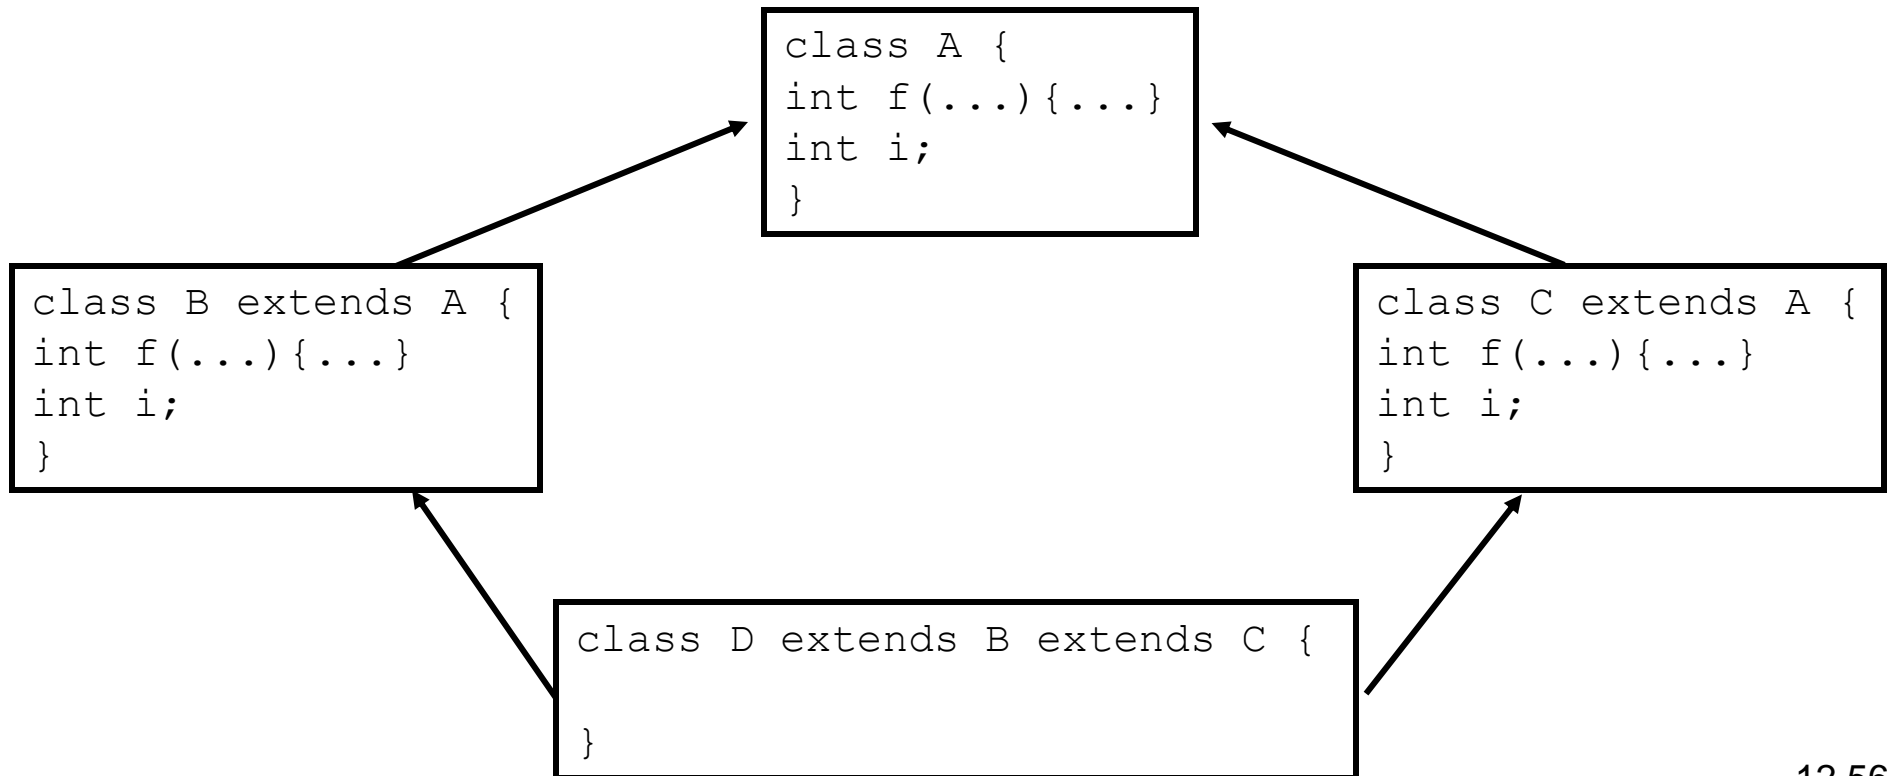 class A {
int f(...){...}
int i;
}
class B extends A {
int f(...){...}
int i;
}
class C extends A {
int f(...){...}
int i;
}
class D extends B extends C {
}